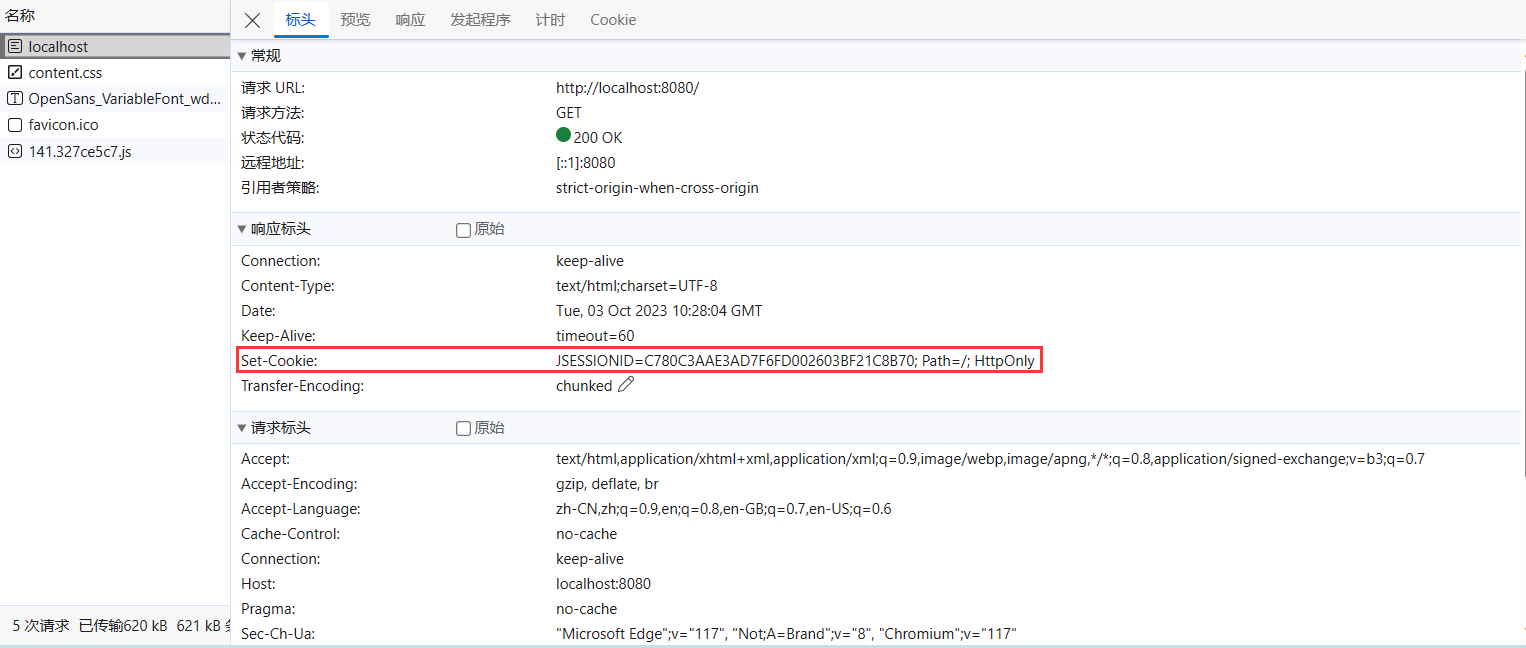 名称
localhost
content.css
OpenSans_VariableFont_wd...
favicon.ico
141.327ce5c7.js
5 次请求 已传输620 kB 621 kB
标头 预览 响应 发起程序 计时 Cookie
常规
请求 URL: http://localhost:8080/
请求方法: GET
状态代码: 200 OK
远程地址: [::1]:8080
引用者策略: strict-origin-when-cross-origin
响应标头 原始
Connection: keep-alive
Content-Type: text/html;charset=UTF-8
Date: Tue, 03 Oct 2023 10:28:04 GMT
Keep-Alive: timeout=60
Set-Cookie: JSESSIONID=C780C3AAE3AD7F6FD002603BF21C8B70; Path=/; HttpOnly
Transfer-Encoding: chunked
请求标头 原始
Accept: text/html,application/xhtml+xml,application/xml;q=0.9,image/webp,image/apng,*/*;q=0.8,application/signed-exchange;v=b3;q=0.7
Accept-Encoding: gzip, deflate, br
Accept-Language: zh-CN,zh;q=0.9,en;q=0.8,en-GB;q=0.7,en-US;q=0.6
Cache-Control: no-cache
Connection: keep-alive
Host: localhost:8080
Pragma: no-cache
Sec-Ch-Ua: "Microsoft Edge";v="117", "Not;A=Brand";v="8", "Chromium";v="117"